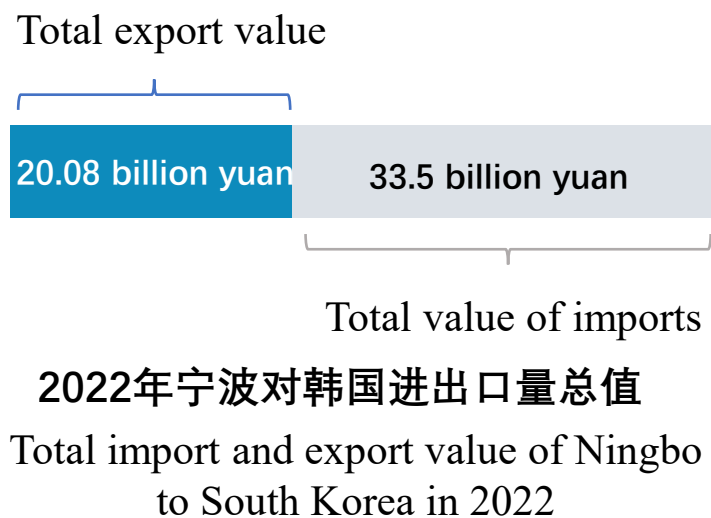 Total export value
20.08 billion yuan
33.5 billion yuan
Total value of imports
2022年宁波对韩国进出口量总值
Total import and export value of Ningbo
to South Korea in 2022